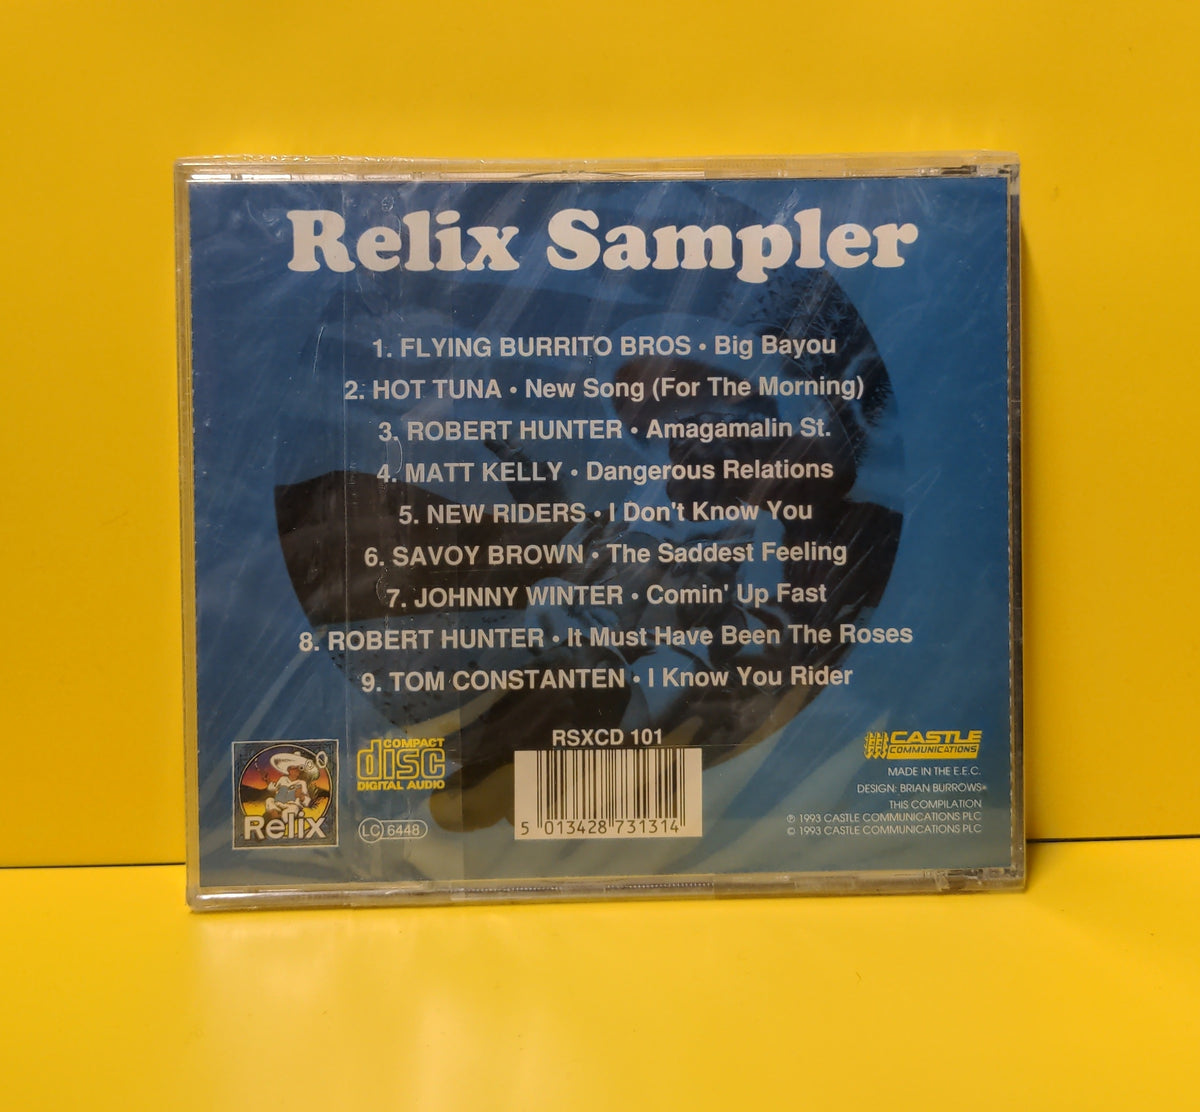 Relix Sampler
1. FLYING BURRITO BROS • Big Bayou
2. HOT TUNA • New Song (For The Morning)
3. ROBERT HUNTER • Amagamalin St.
4. MATT KELLY • Dangerous Relations
5. NEW RIDERS • I Don't Know You
6. SAVOY BROWN • The Saddest Feeling
7. JOHNNY WINTER • Comin' Up Fast
8. ROBERT HUNTER • It Must Have Been The Roses
9. TOM CONSTANTEN • I Know You Rider
Relix
COMPACT
disc
DIGITAL AUDIO
LC 6448
RSXCD 101
5 013428 731314
CASTLE
COMMUNICATIONS
MADE IN THE E.E.C.
DESIGN: BRIAN BURROWS
THIS COMPILATION
℗ 1993 CASTLE COMMUNICATIONS PLC
© 1993 CASTLE COMMUNICATIONS PLC